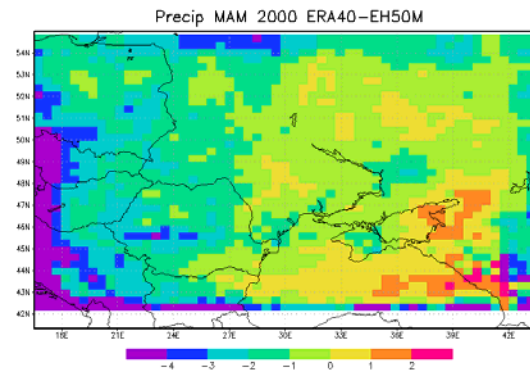 Precip MAM 2000 ERA40-EH50M
54N
53N
52N
51N
50N
49N
48N
47N
46N
45N
44N
43N
42N
18E 21E 24E 27E 30E 33E 36E 39E 42E
-4 -3 -2 -1 0 1 2